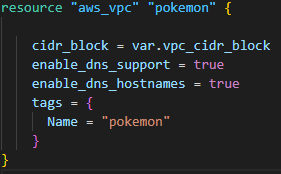 resource "aws_vpc" "pokemon" {
cidr_block = var.vpc_cidr_block
enable_dns_support = true
enable_dns_hostnames = true
tags = {
Name = "pokemon"
}
}